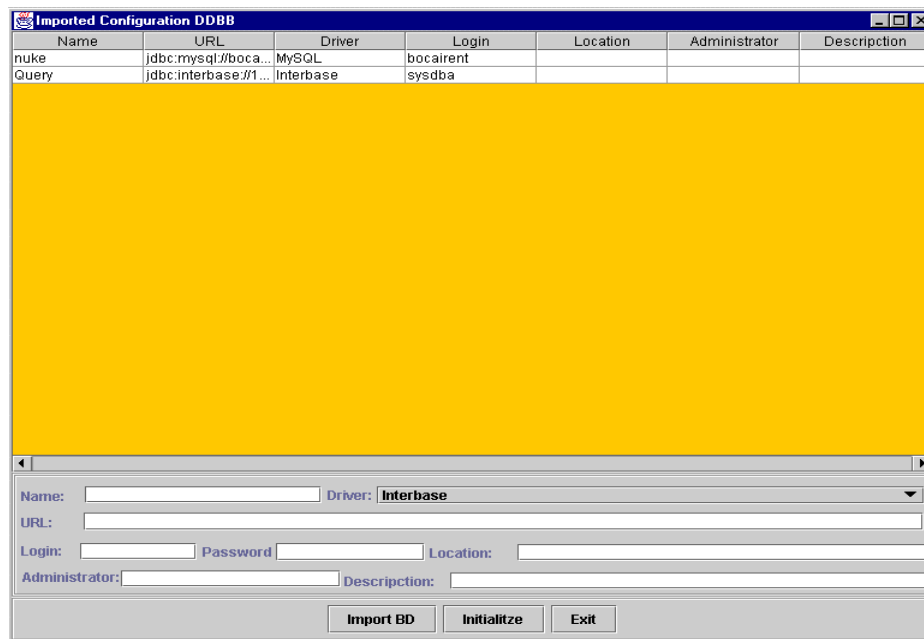 Imported Configuration DDBB
Name URL Driver Login Location Administrator Descripction
nuke jdbc:mysql://boca... MySQL bocairent
Query jdbc:interbase://1... Interbase sysdba
Name: Driver: Interbase
URL:
Login: Password Location:
Administrator: Descripction:
Import BD Initialitze Exit